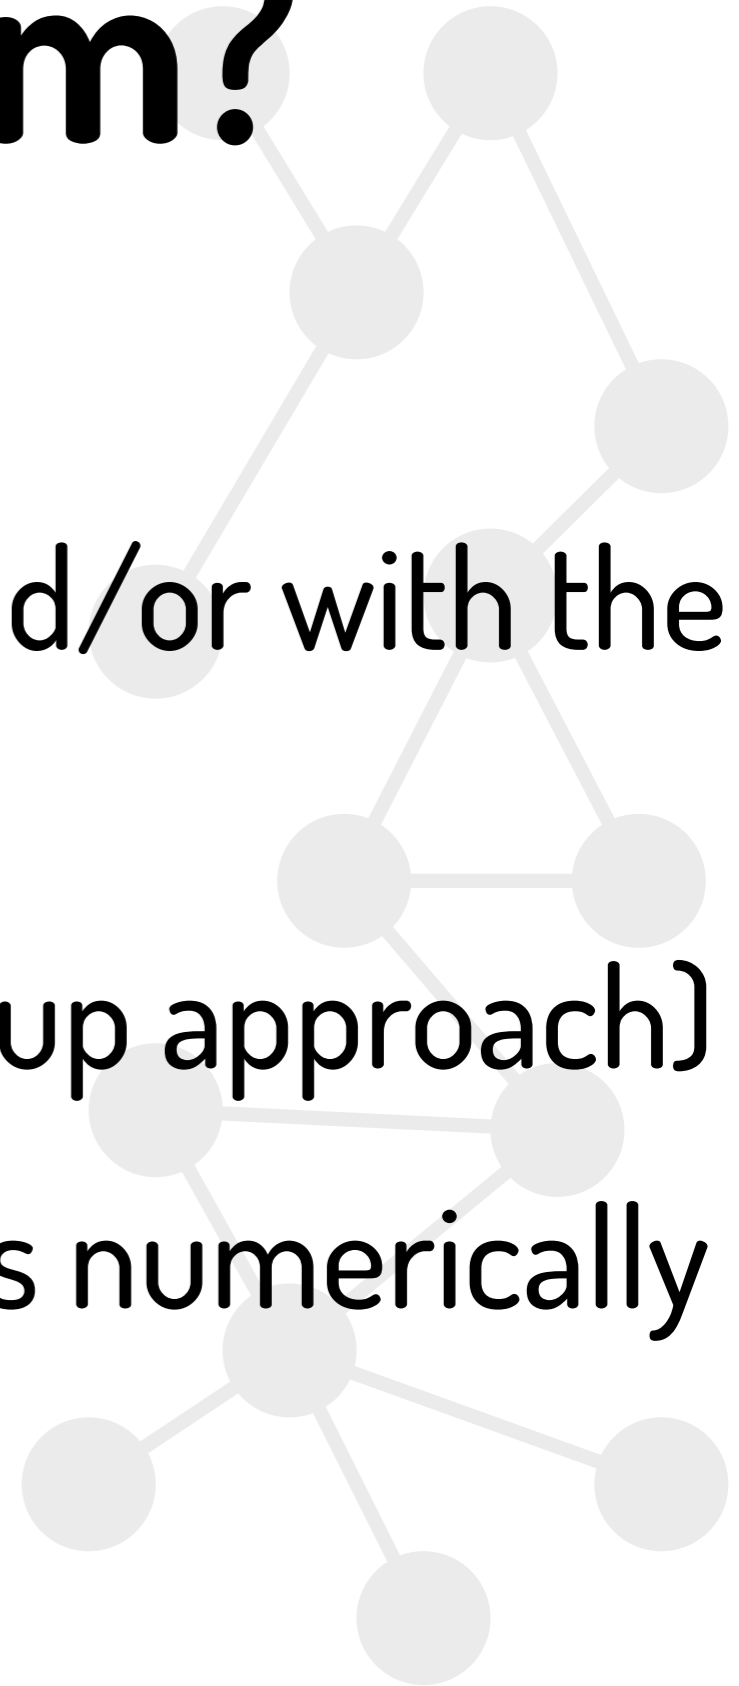 m?
d/or with the
up approach)
s numerically